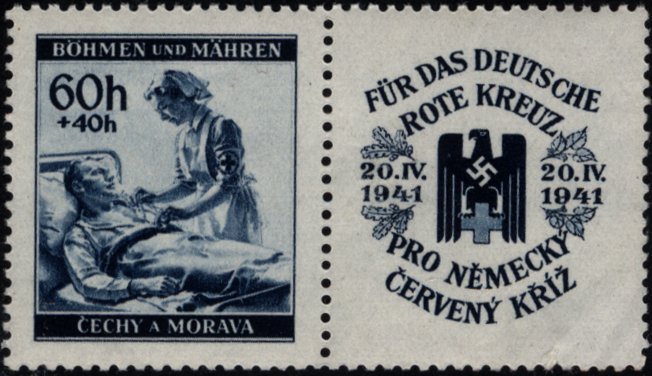 BÖHMEN UND MÄHREN
60h
+40h
ČECHY A MORAVA
FÜR DAS DEUTSCHE
ROTE KREUZ
20.IV.
1941
20.IV.
1941
PRO NĚMECKÝ
ČERVENÝ KŘÍŽ